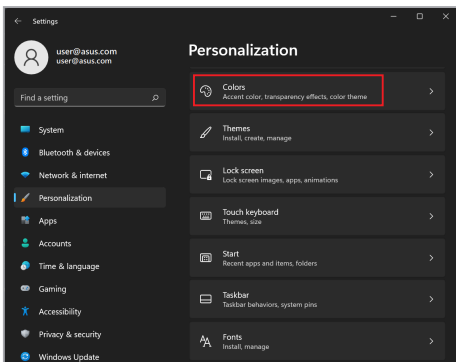 Settings
user@asus.com
user@asus.com
Find a setting
System
Bluetooth & devices
Network & internet
Personalization
Apps
Accounts
Time & language
Gaming
Accessibility
Privacy & security
Windows Update
Personalization
Colors
Accent color, transparency effects, color theme
Themes
Install, create, manage
Lock screen
Lock screen images, apps, animations
Touch keyboard
Themes, size
Start
Recent apps and items, folders
Taskbar
Taskbar behaviors, system pins
Fonts
Install, manage